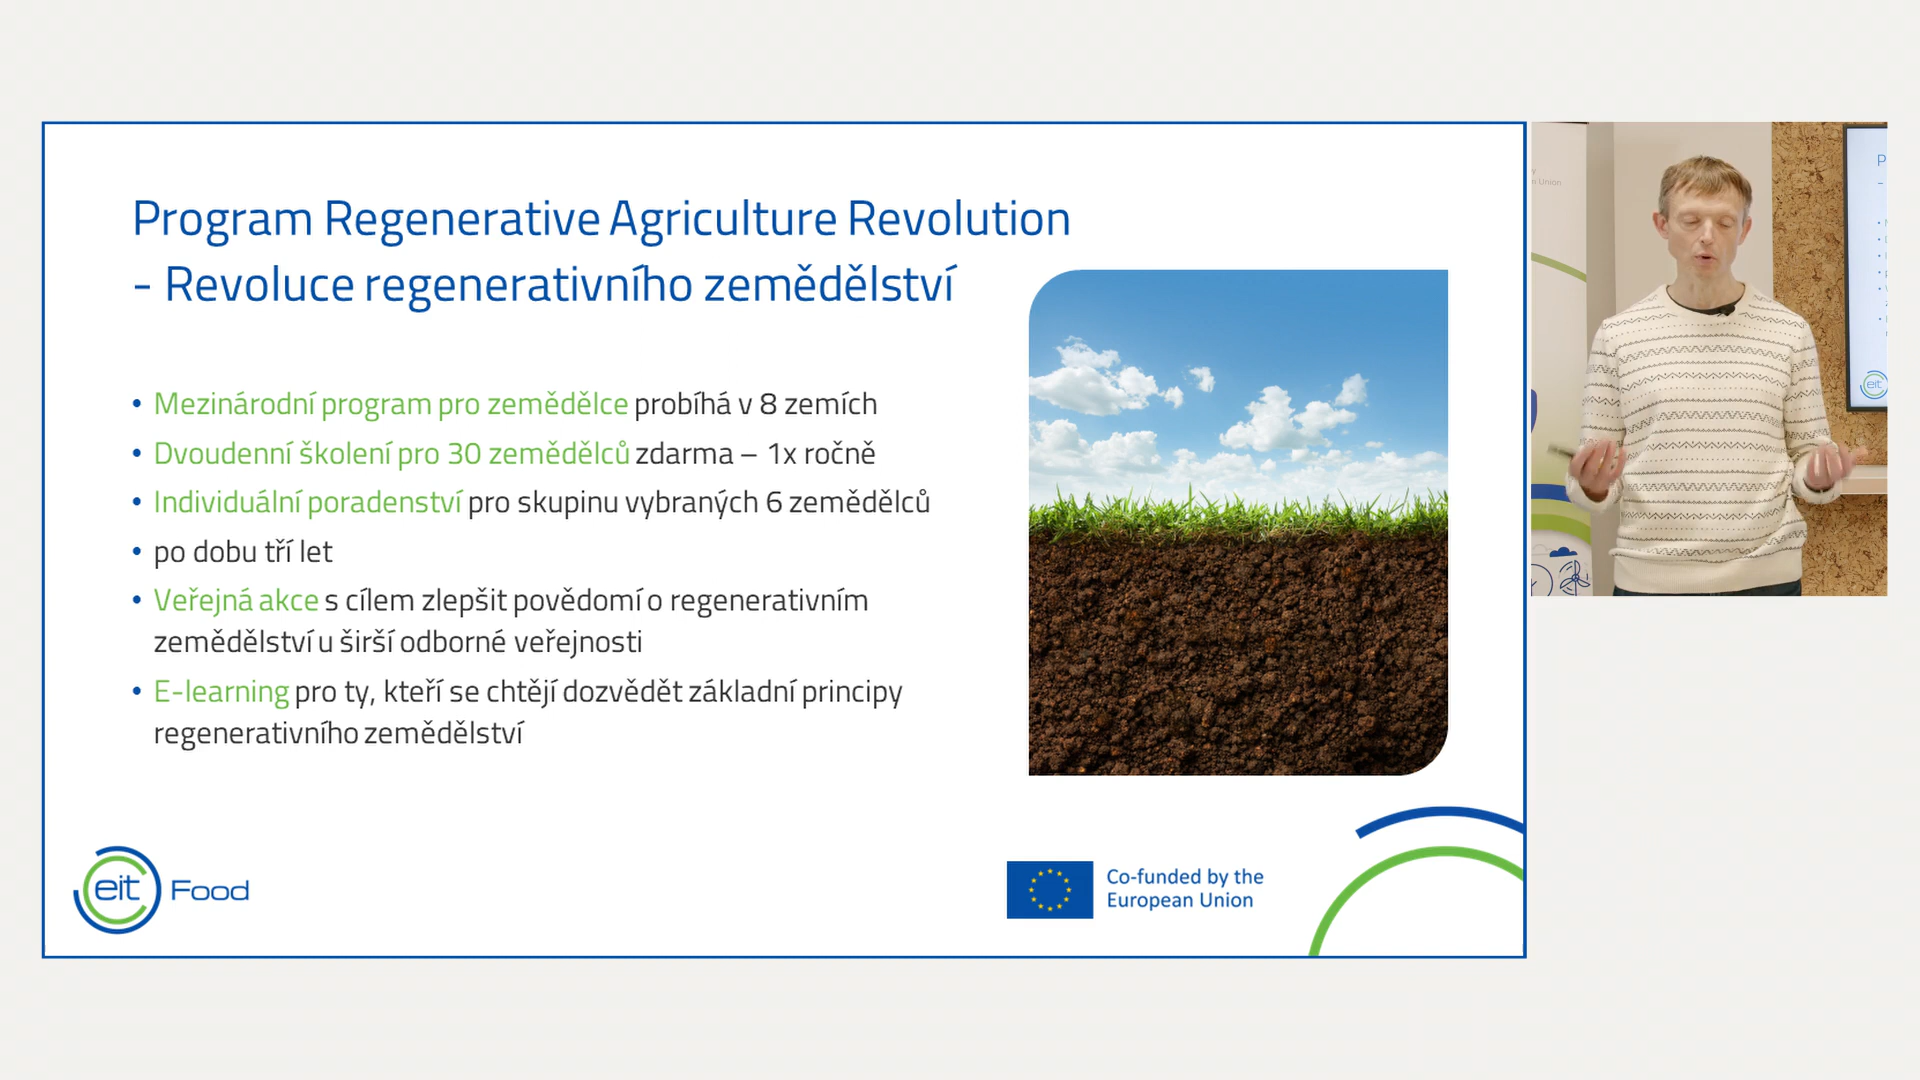 Program Regenerative Agriculture Revolution
- Revoluce regenerativního zemědělství
• Mezinárodní program pro zemědělce probíhá v 8 zemích
• Dvoudenní školení pro 30 zemědělců zdarma – 1x ročně
• Individuální poradenství pro skupinu vybraných 6 zemědělců
• po dobu tří let
• Veřejná akce s cílem zlepšit povědomí o regenerativním
zemědělství u širší odborné veřejnosti
• E-learning pro ty, kteří se chtějí dozvědět základní principy
regenerativního zemědělství
eit Food
Co-funded by the
European Union
Union
P
-
eit